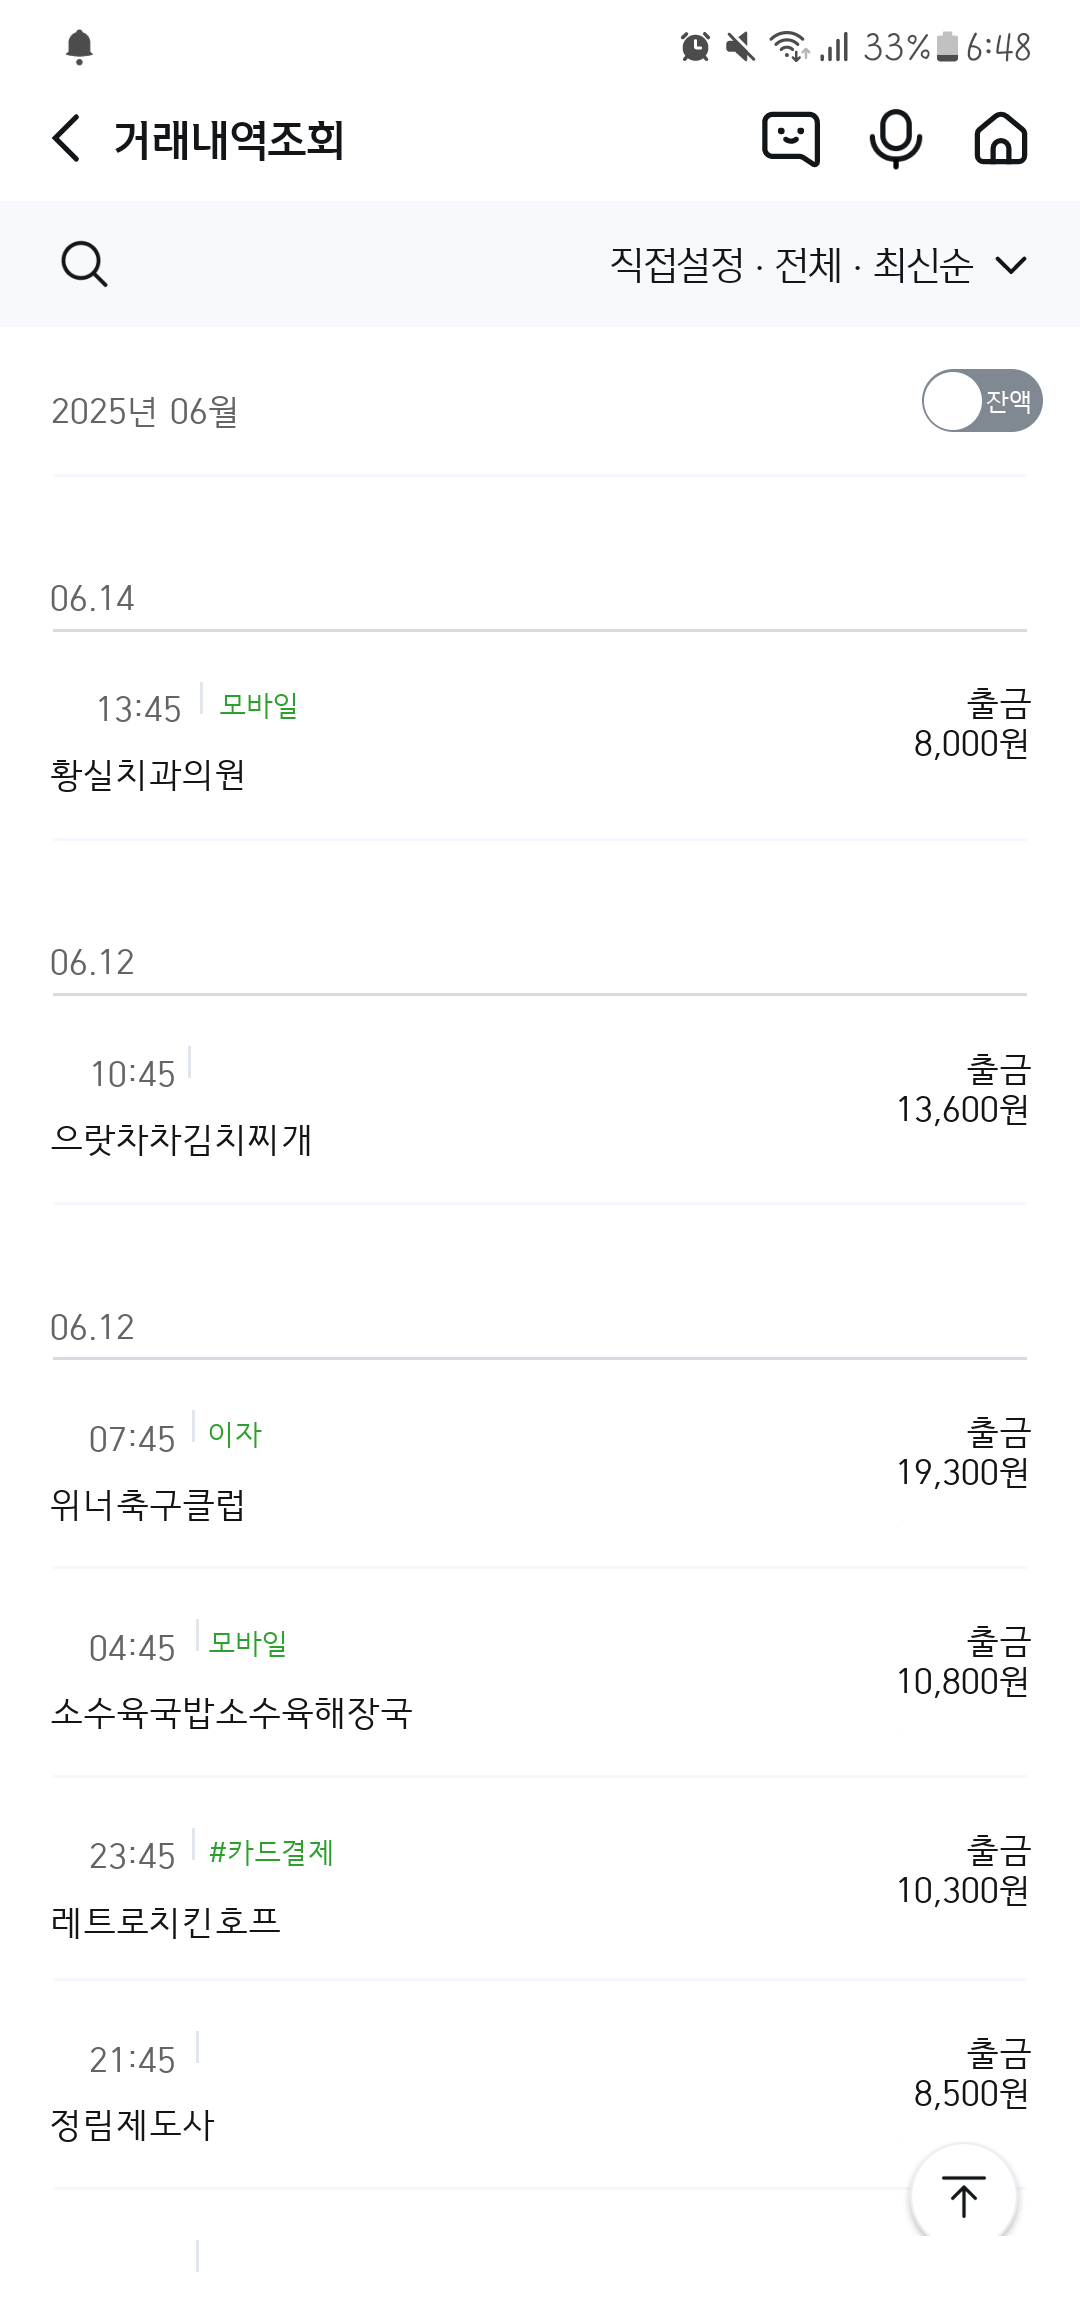 33% 6:48
거래내역조회
직접설정 · 전체 · 최신순
2025년 06월
잔액
06.14
13:45 모바일
출금
8,000원
황실치과의원
06.12
10:45
출금
13,600원
으랏차차김치찌개
06.12
07:45 이자
출금
19,300원
위너축구클럽
04:45 모바일
출금
10,800원
소수육국밥소수육해장국
23:45 #카드결제
출금
10,300원
레트로치킨호프
21:45
출금
8,500원
정림제도사